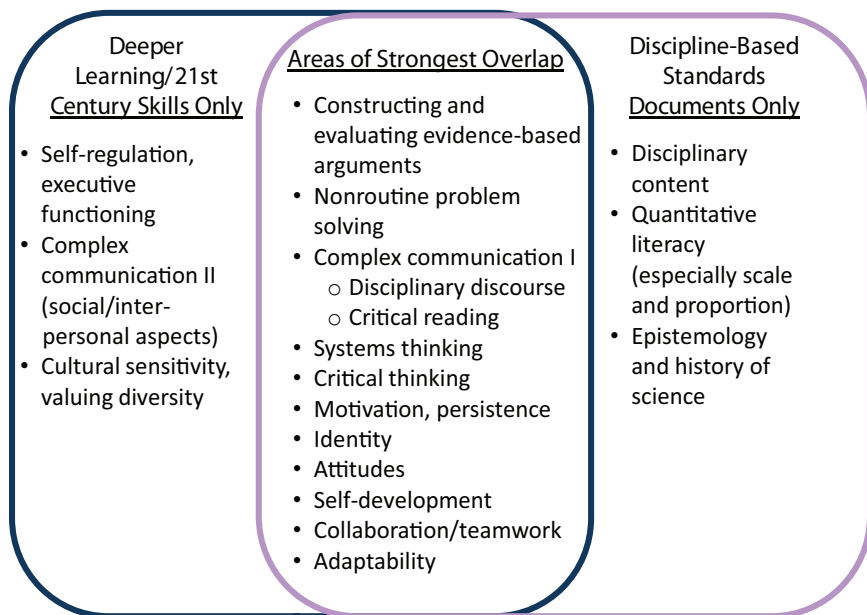 Deeper
Learning/21st
Century Skills Only
• Self-regulation,
executive
functioning
• Complex
communication II
(social/inter-
personal aspects)
• Cultural sensitivity,
valuing diversity
Areas of Strongest Overlap
• Constructing and
evaluating evidence-based
arguments
• Nonroutine problem
solving
• Complex communication I
o Disciplinary discourse
o Critical reading
• Systems thinking
• Critical thinking
• Motivation, persistence
• Identity
• Attitudes
• Self-development
• Collaboration/teamwork
• Adaptability
Discipline-Based
Standards
Documents Only
• Disciplinary
content
• Quantitative
literacy
(especially scale
and proportion)
• Epistemology
and history of
science